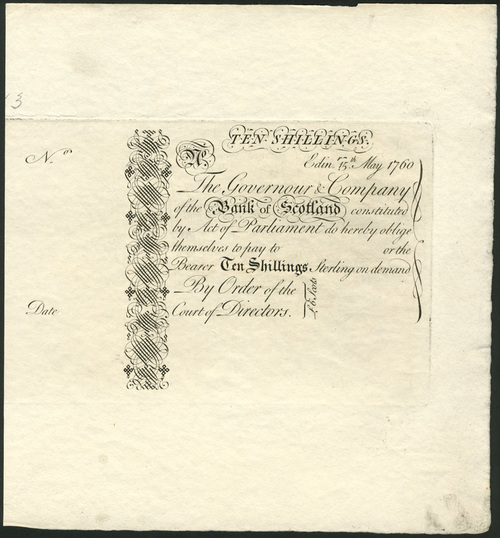 3
TEN SHILLINGS.
No.
No.
Edin.r 15th May 1760
The Governour & Company
of the Bank of Scotland constituted
by Act of Parliament do hereby oblige
themselves to pay to or the
Bearer Ten Shillings Sterling on demand
By Order of the
Court of Directors.
Date